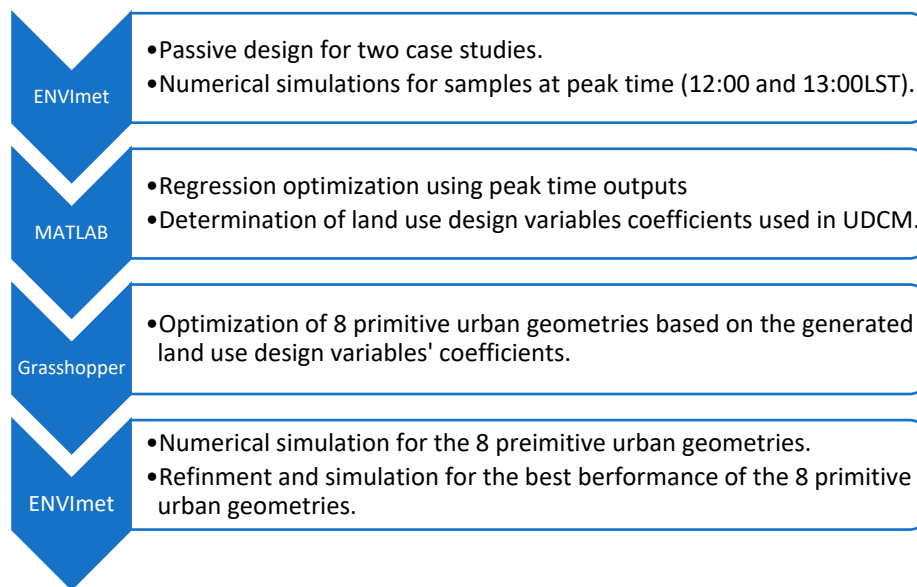 ENVImet
•Passive design for two case studies.
•Numerical simulations for samples at peak time (12:00 and 13:00LST).
MATLAB
•Regression optimization using peak time outputs
•Determination of land use design variables coefficients used in UDCM.
Grasshopper
•Optimization of 8 primitive urban geometries based on the generated
land use design variables' coefficients.
ENVImet
•Numerical simulation for the 8 preimitive urban geometries.
•Refinment and simulation for the best berformance of the 8 primitive
urban geometries.